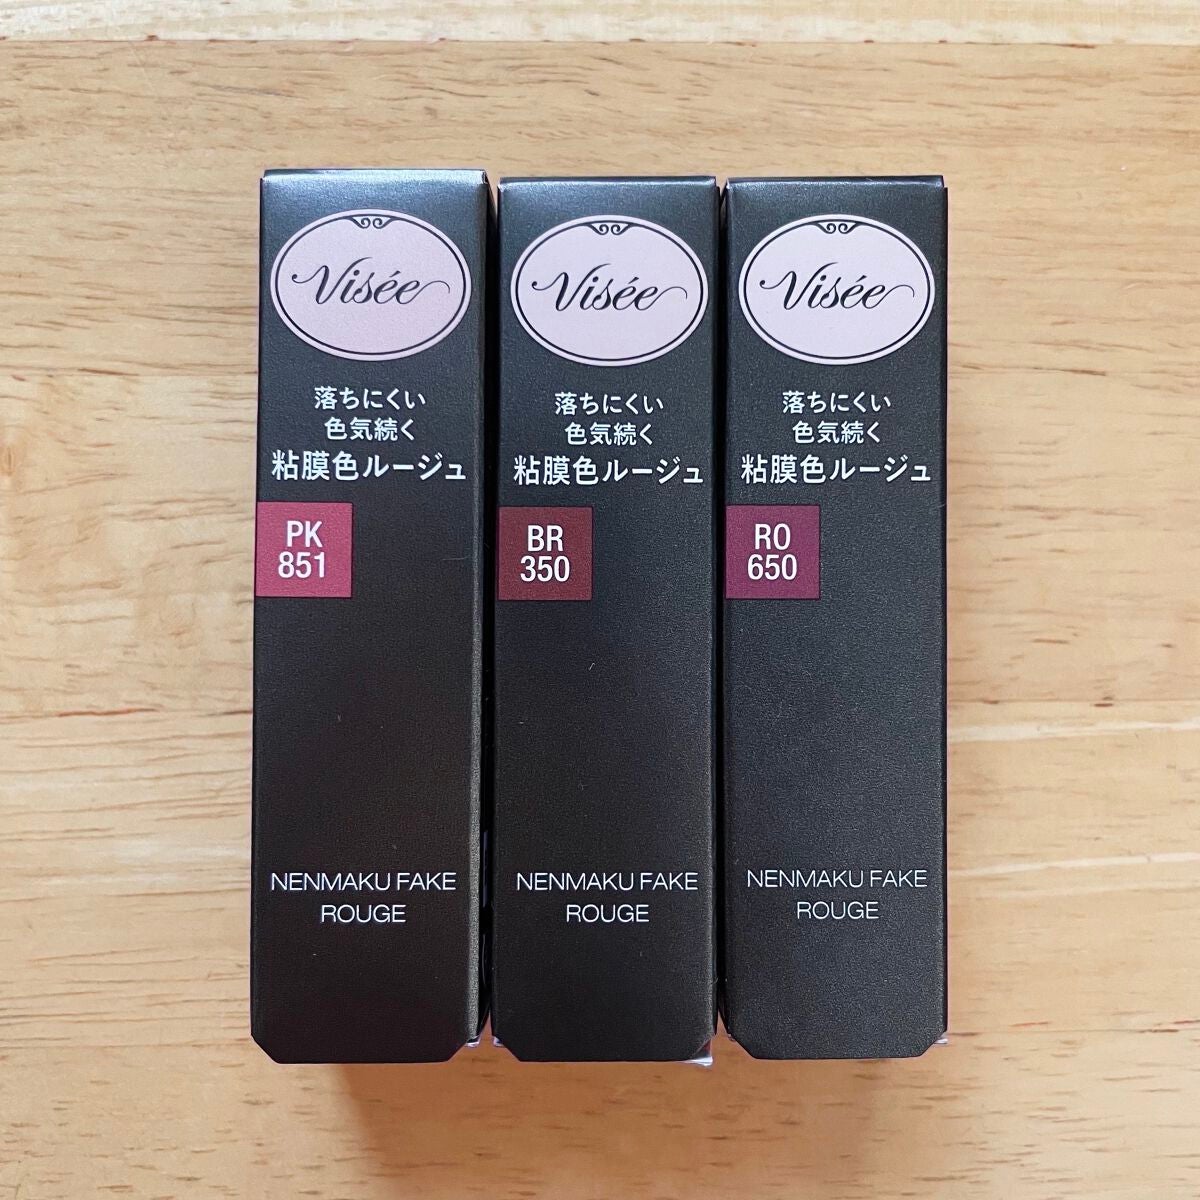 Visée
落ちにくい
色気続く
粘膜色ルージュ
PK
851
NENMAKU FAKE
ROUGE
Visée
落ちにくい
色気続く
粘膜色ルージュ
BR
350
NENMAKU FAKE
ROUGE
Visée
落ちにくい
色気続く
粘膜色ルージュ
RO
650
NENMAKU FAKE
ROUGE